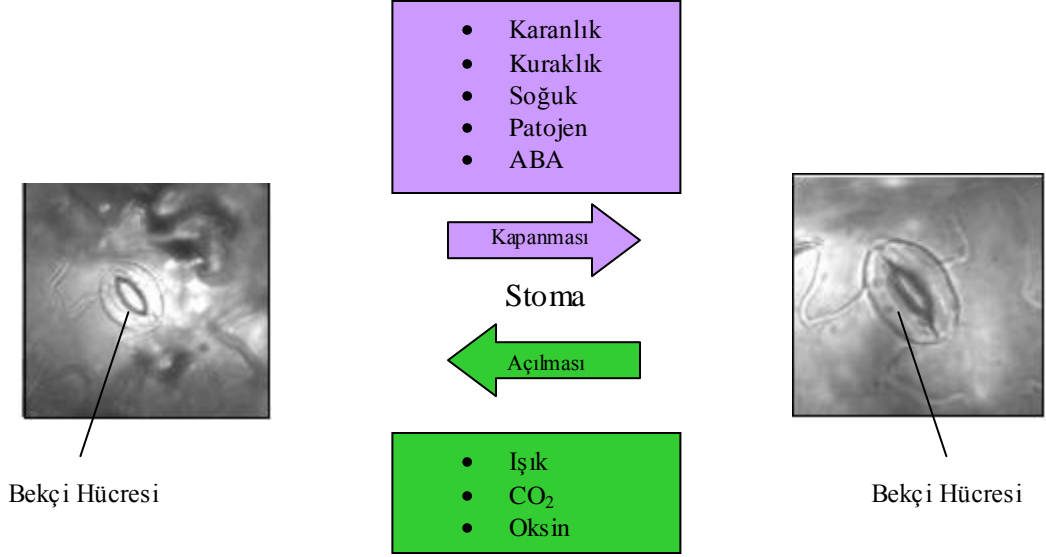 Karanlık
Kuraklık
Soğuk
Patojen
ABA
Kapanması
Stoma
Açılması
Işık
CO₂
Oksin
Bekçi Hücresi
Bekçi Hücresi